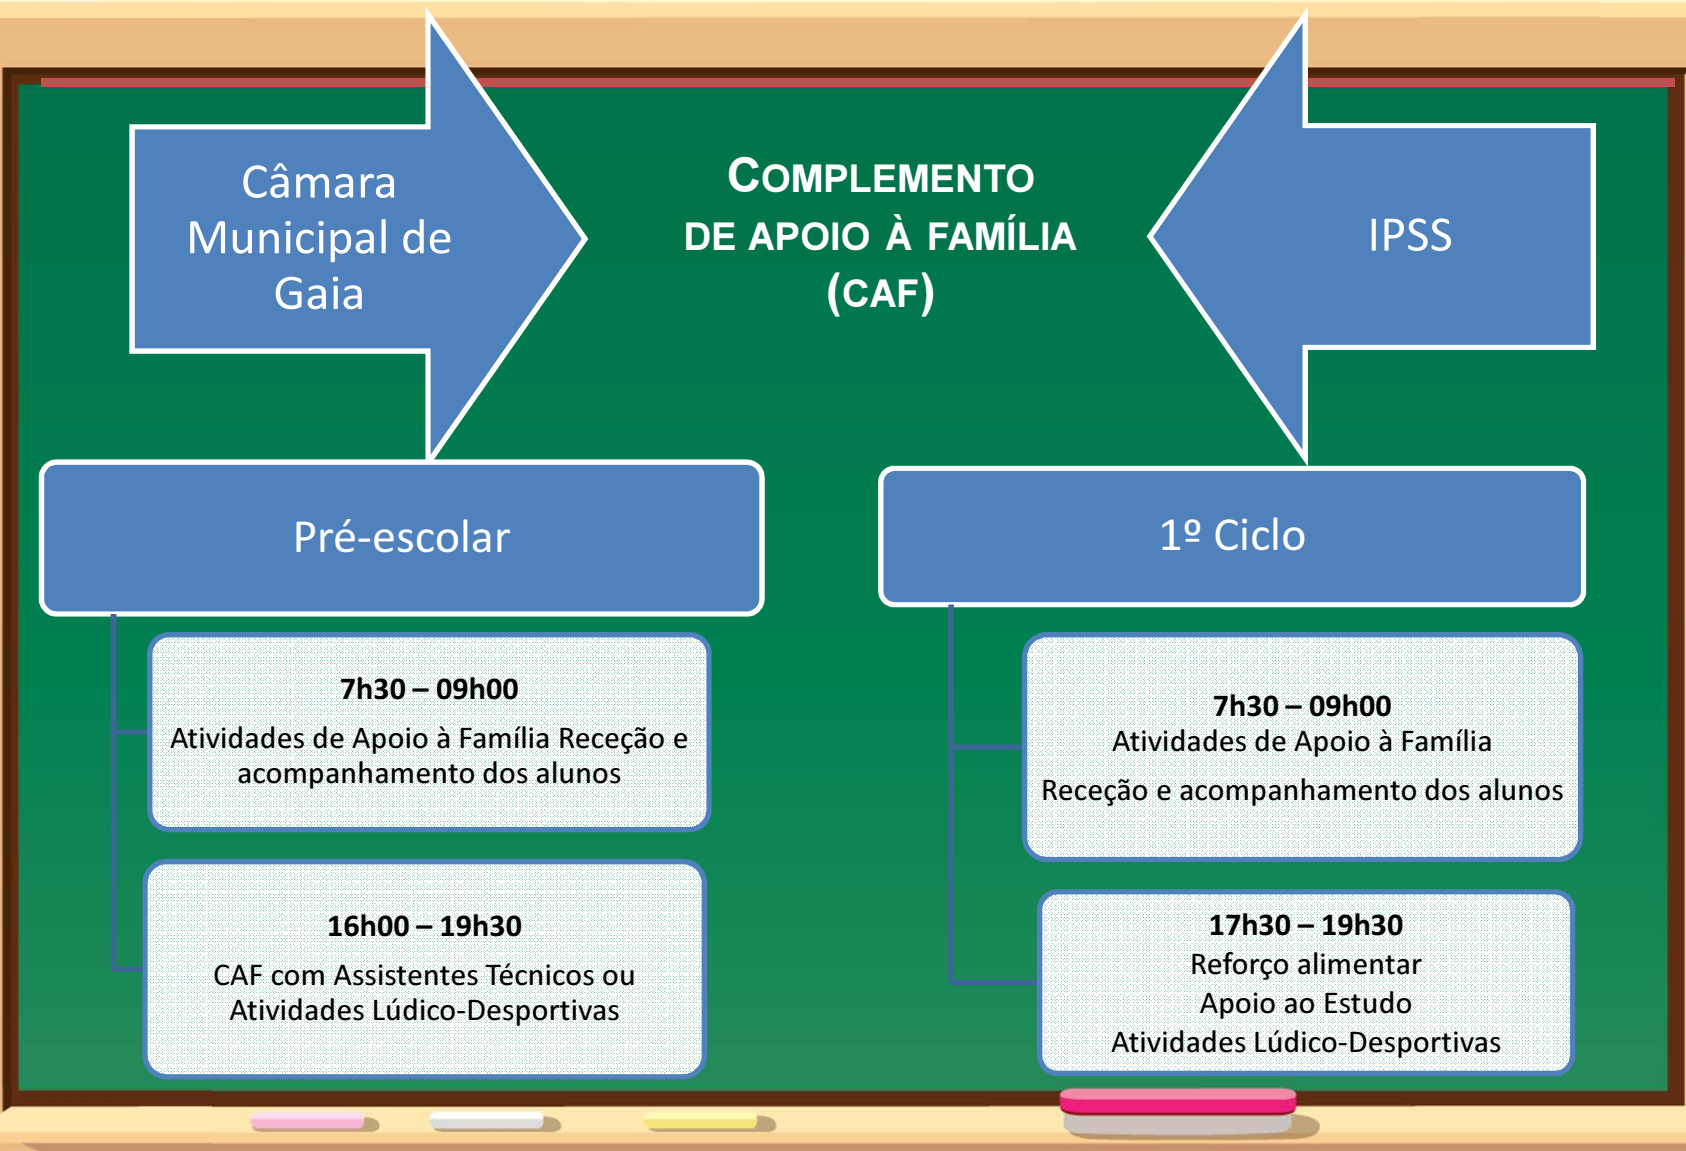 Câmara
Municipal de
Gaia
COMPLEMENTO
DE APOIO À FAMÍLIA
(CAF)
IPSS
Pré-escolar
7h30 – 09h00
Atividades de Apoio à Família Receção e
acompanhamento dos alunos
16h00 – 19h30
CAF com Assistentes Técnicos ou
Atividades Lúdico-Desportivas
1º Ciclo
7h30 – 09h00
Atividades de Apoio à Família
Receção e acompanhamento dos alunos
17h30 – 19h30
Reforço alimentar
Apoio ao Estudo
Atividades Lúdico-Desportivas